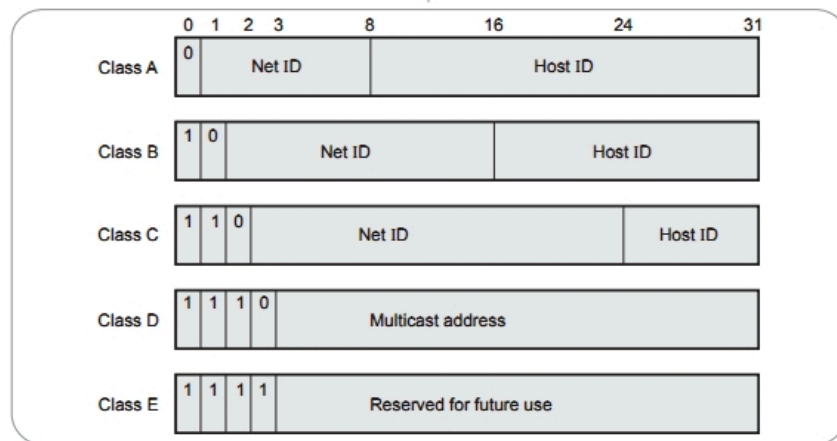 0 1 2 3 8 16 24 31
Class A 0 Net ID Host ID
Class B 1 0 Net ID Host ID
Class C 1 1 0 Net ID Host ID
Class D 1 1 1 0 Multicast address
Class E 1 1 1 1 Reserved for future use